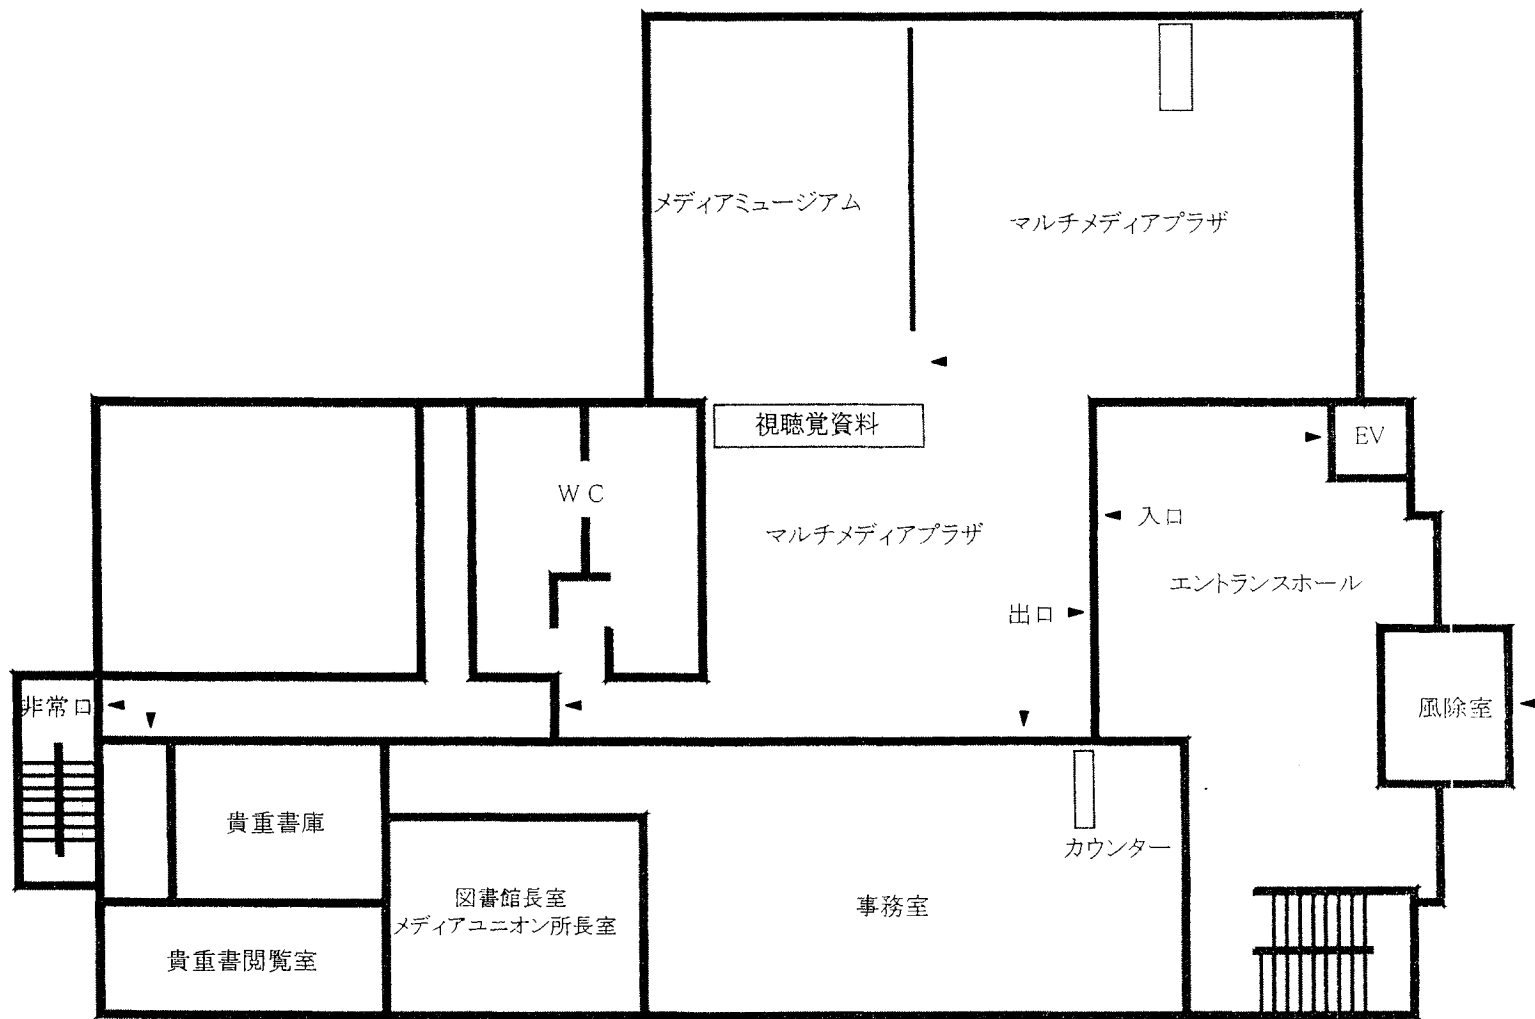 メディアミュージアム
マルチメディアプラザ
視聴覚資料
EV
WC
入口
マルチメディアプラザ
エントランスホール
出口
非常口
風除室
貴重書庫
カウンター
図書館長室
メディアユニオン所長室
事務室
貴重書閲覧室